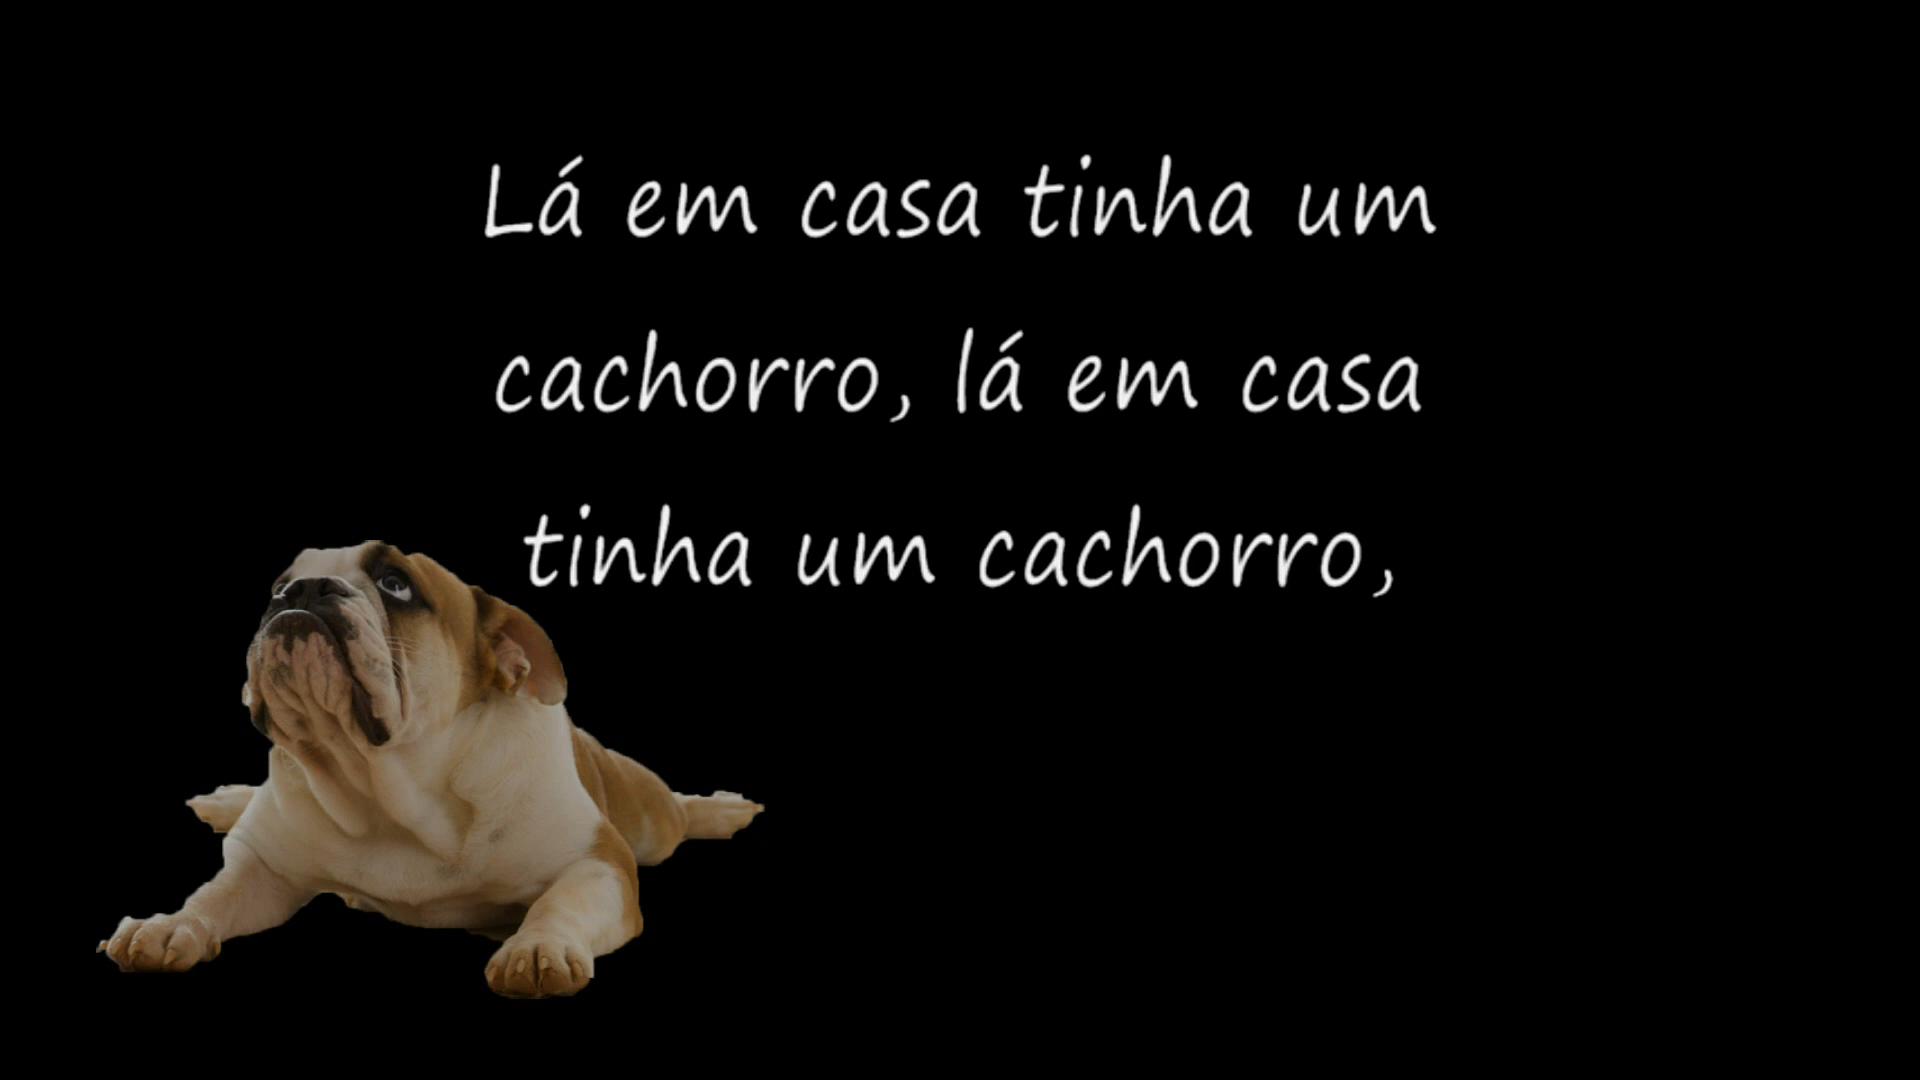 Lá em casa tinha um
cachorro, lá em casa
tinha um cachorro,